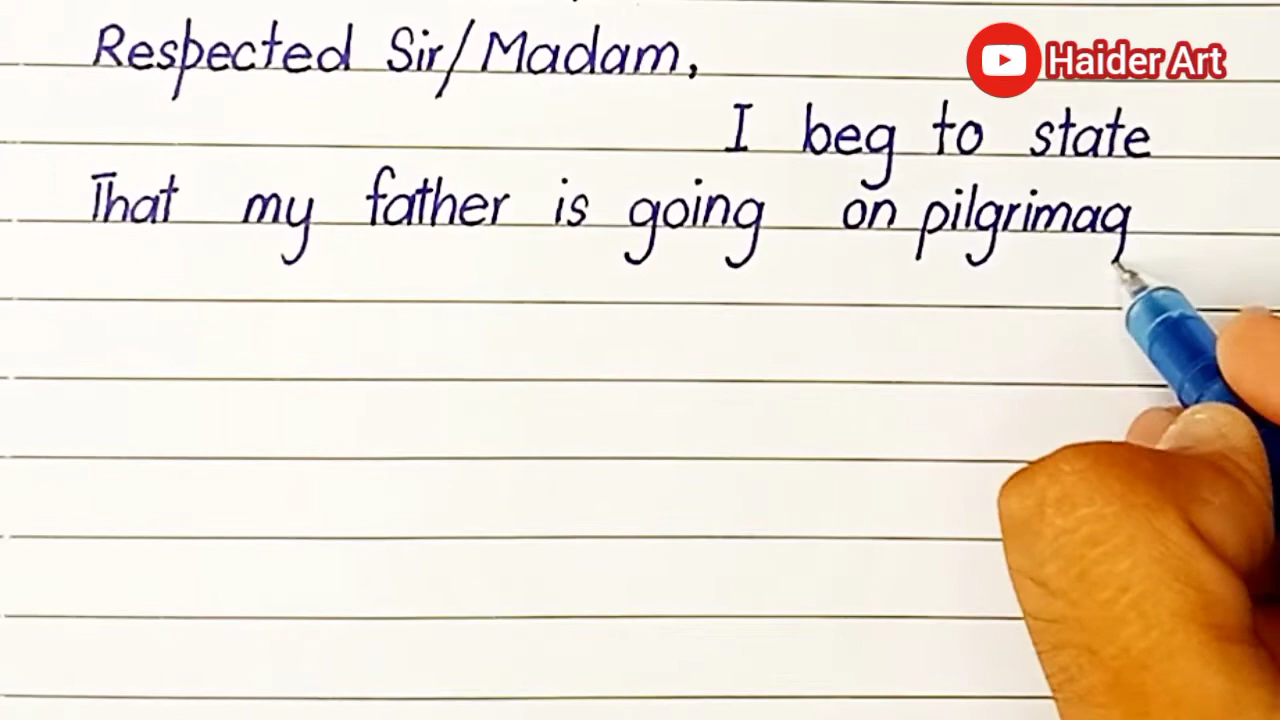 Respected Sir/Madam,
Haider Art
I beg to state
That my father is going on pilgrimag